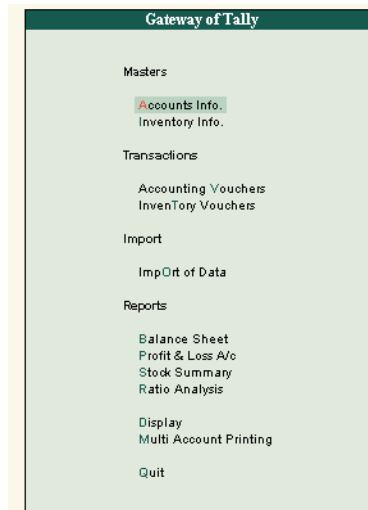 Gateway of Tally
Masters
Accounts Info.
Inventory Info.
Transactions
Accounting Vouchers
InvenTory Vouchers
Import
ImpOrt of Data
Reports
Balance Sheet
Profit & Loss A/c
Stock Summary
Ratio Analysis
Display
Multi Account Printing
Quit